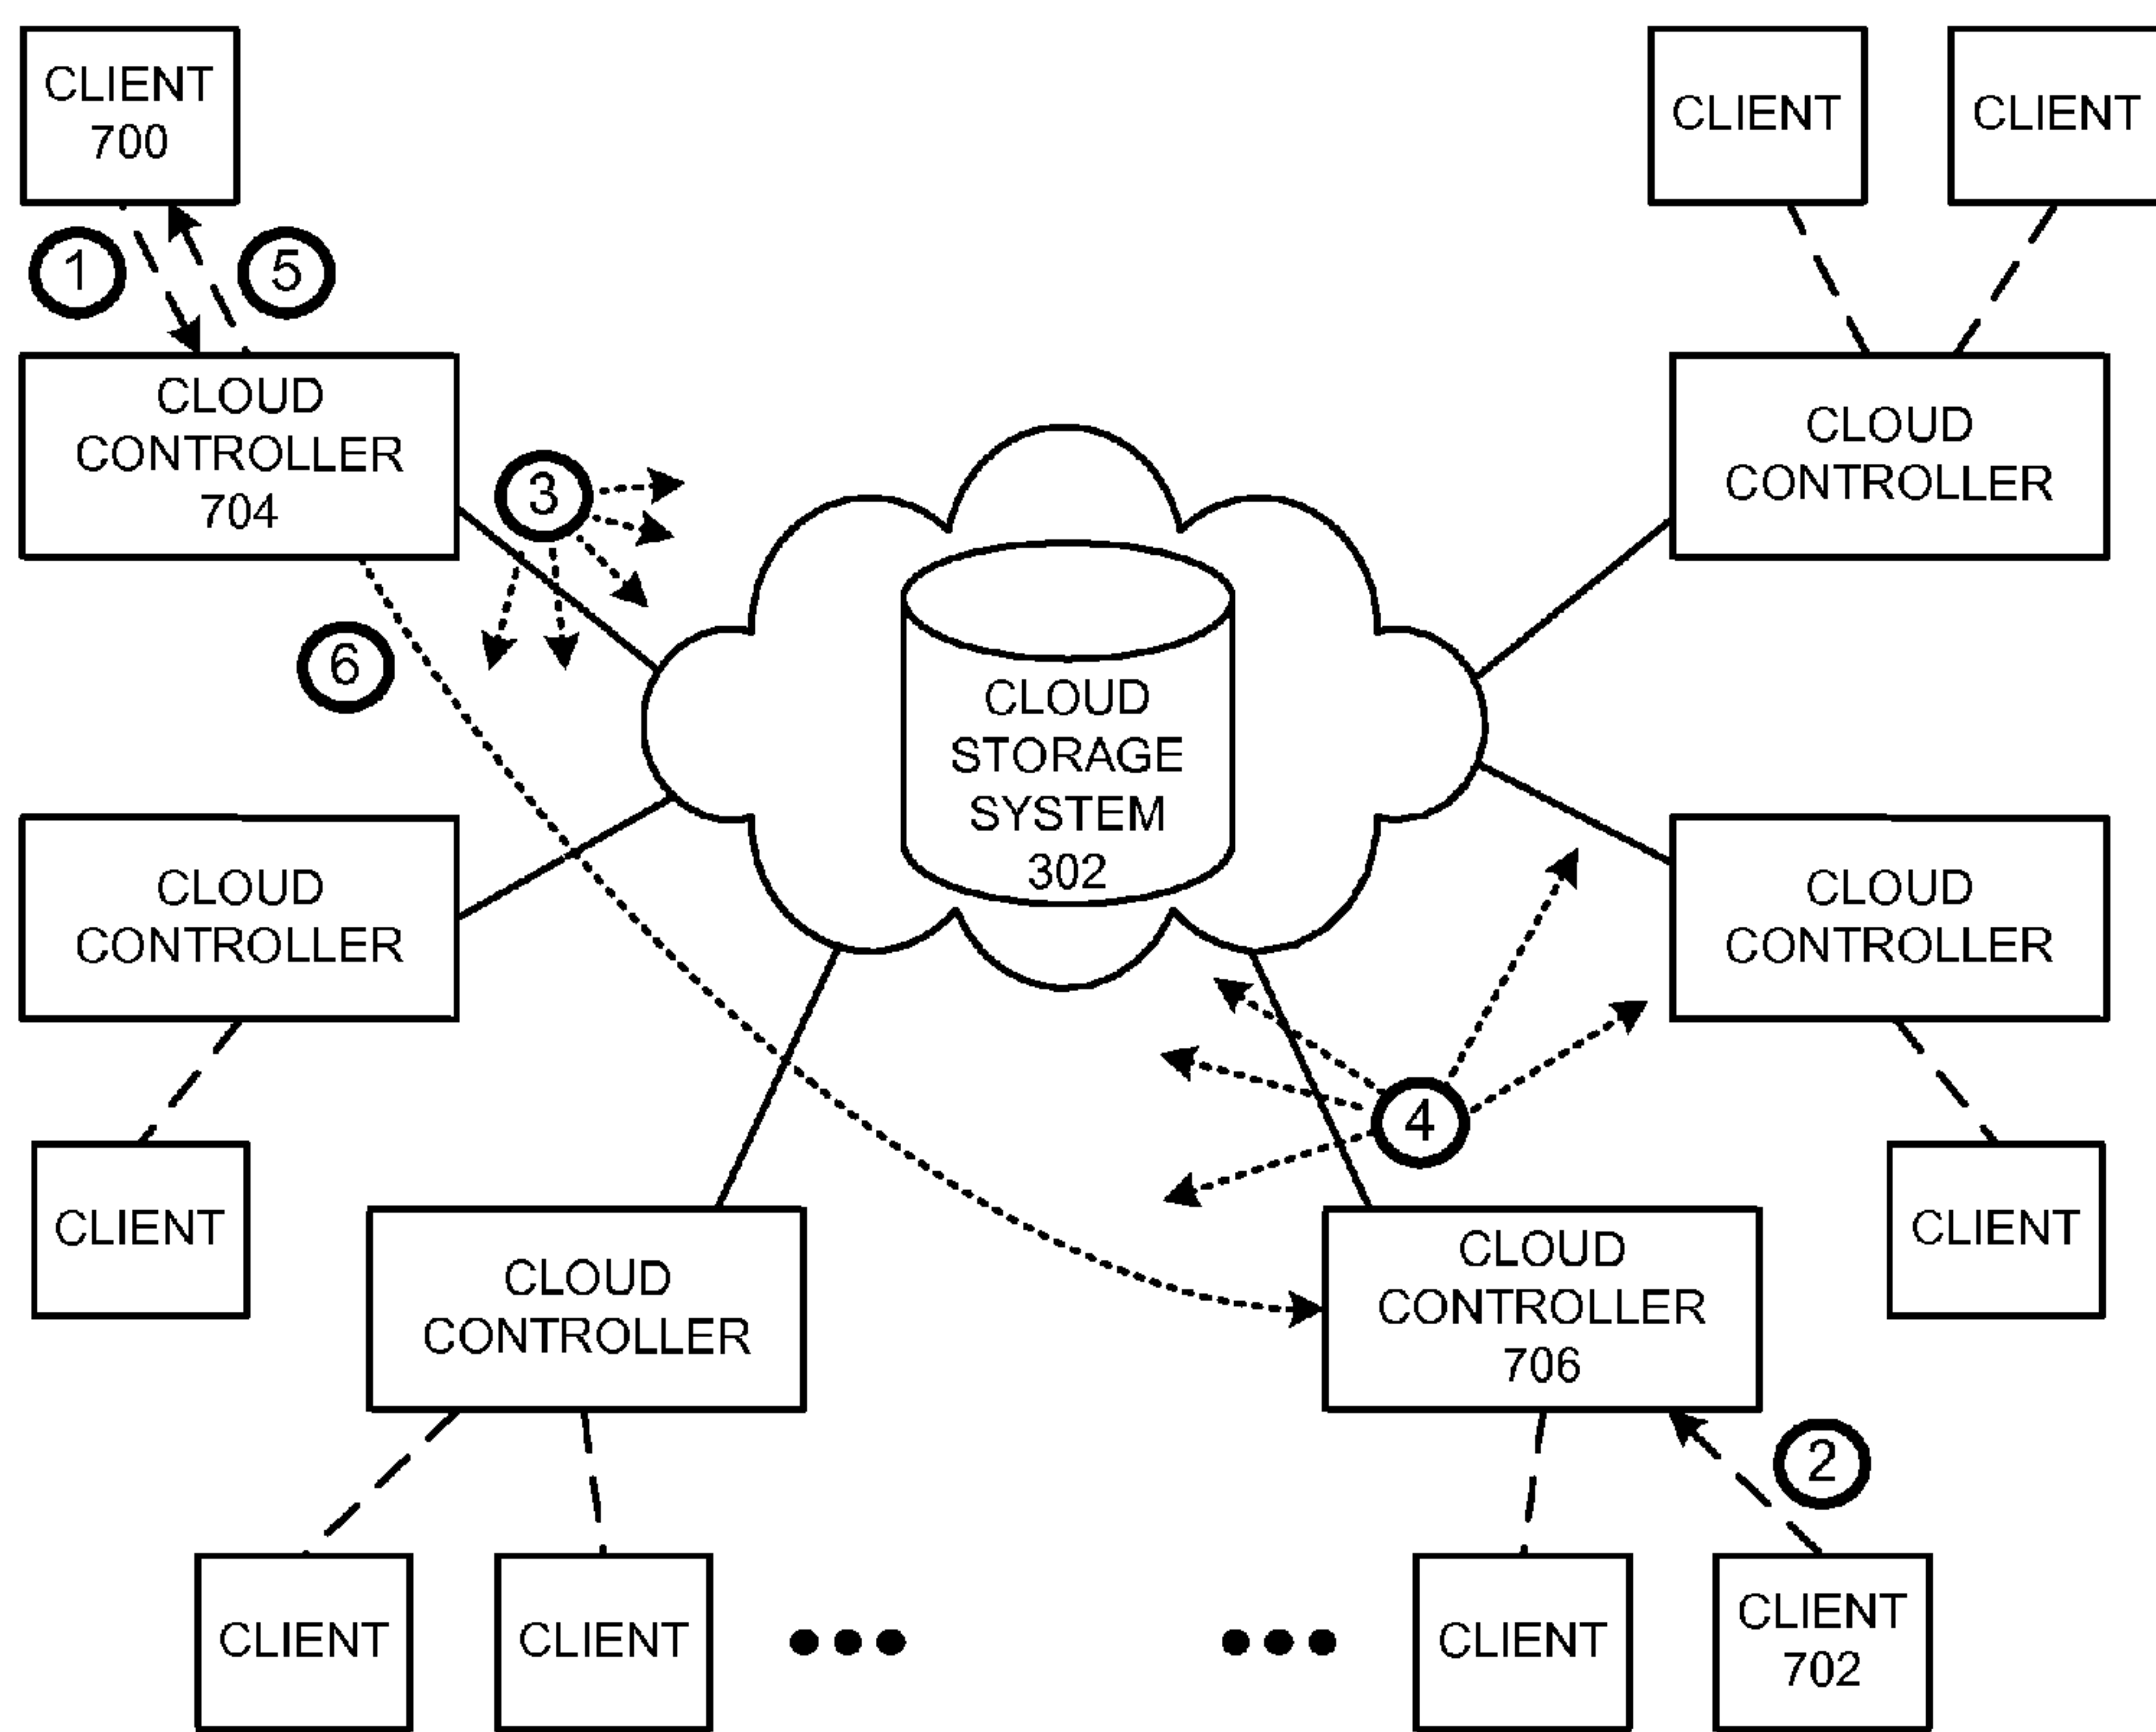 CLIENT
700
CLIENT
CLIENT
1
5
CLOUD
CONTROLLER
704
3
CLOUD
CONTROLLER
6
CLOUD
STORAGE
SYSTEM
302
CLOUD
CONTROLLER
CLOUD
CONTROLLER
4
CLIENT
CLIENT
CLOUD
CONTROLLER
CLOUD
CONTROLLER
706
2
CLIENT
CLIENT
CLIENT
CLIENT
702